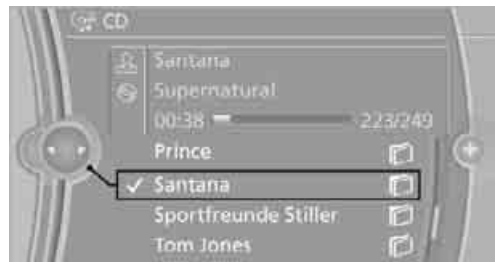 CD
Santana
Supernatural
00:38 223/249
Prince
Santana
Sportfreunde Stiller
Tom Jones